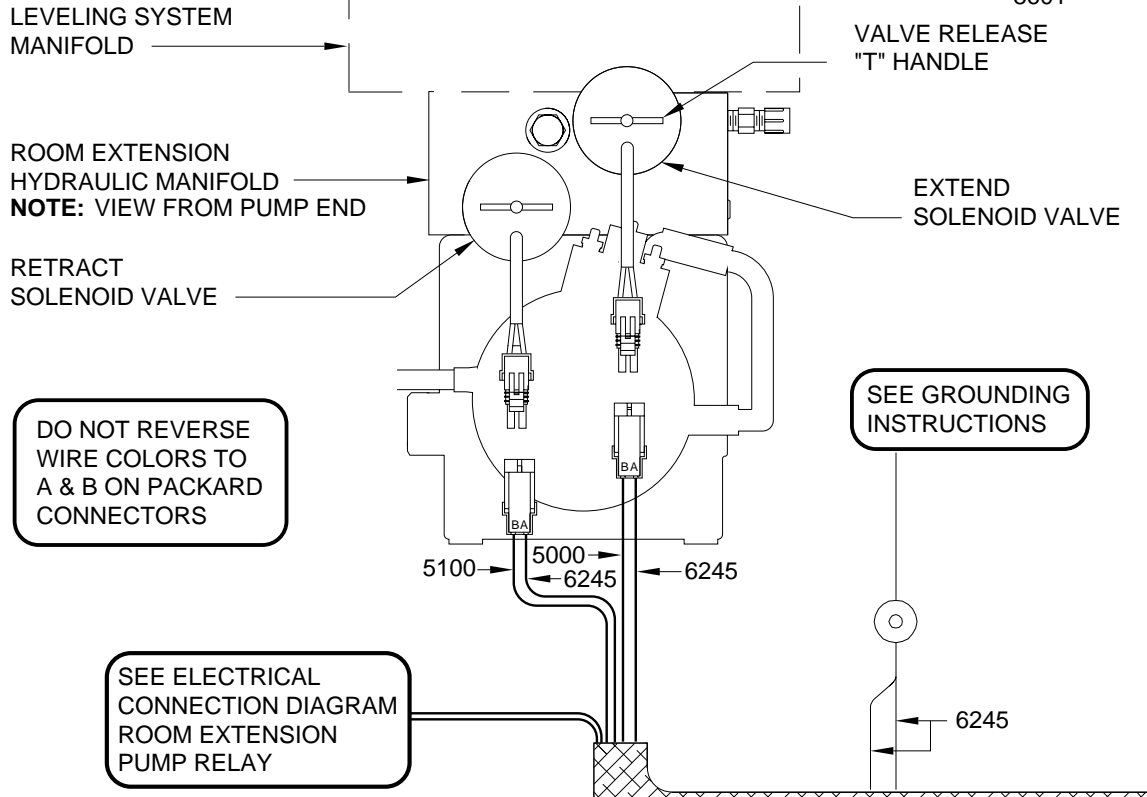 LEVELING SYSTEM
MANIFOLD
VALVE RELEASE
"T" HANDLE
ROOM EXTENSION
HYDRAULIC MANIFOLD
NOTE: VIEW FROM PUMP END
EXTEND
SOLENOID VALVE
RETRACT
SOLENOID VALVE
DO NOT REVERSE
WIRE COLORS TO
A & B ON PACKARD
CONNECTORS
SEE GROUNDING
INSTRUCTIONS
BA
BA
5100
5000
6245
6245
SEE ELECTRICAL
CONNECTION DIAGRAM
ROOM EXTENSION
PUMP RELAY
6245